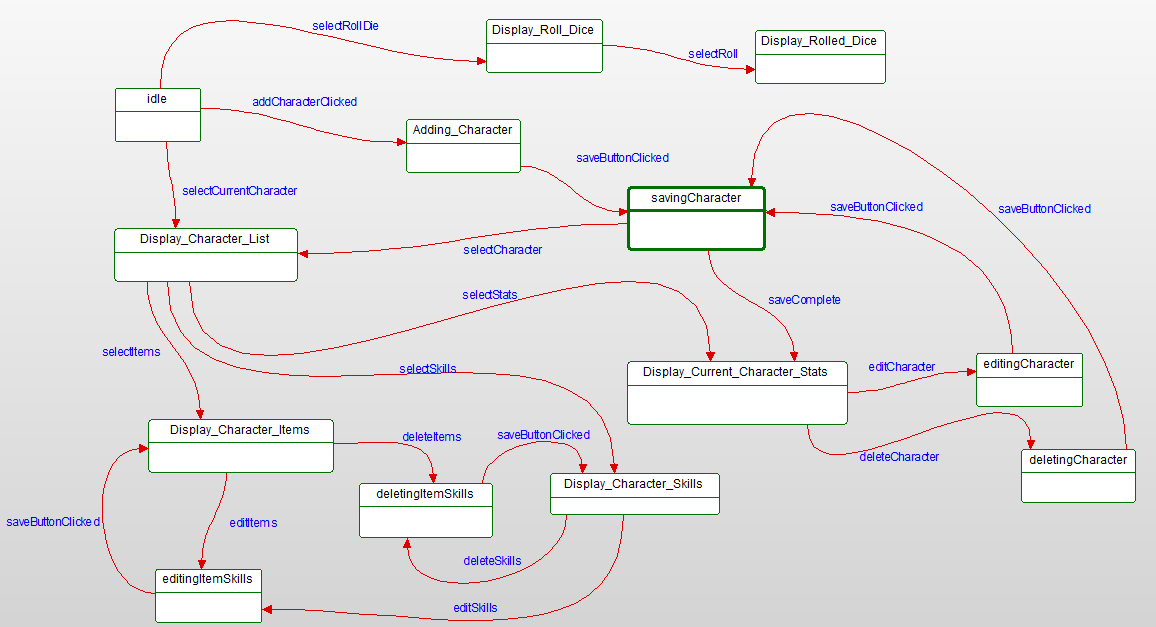 selectRollDie
Display_Roll_Dice
selectRoll
Display_Rolled_Dice
idle
addCharacterClicked
Adding_Character
saveButtonClicked
selectCurrentCharacter
savingCharacter
saveButtonClicked
saveButtonClicked
Display_Character_List
selectCharacter
selectStats
saveComplete
selectItems
selectSkills
Display_Current_Character_Stats
editCharacter
editingCharacter
Display_Character_Items
deleteItems
saveButtonClicked
deleteCharacter
deletingCharacter
deletingItemSkills
Display_Character_Skills
saveButtonClicked
editItems
deleteSkills
editingItemSkills
editSkills